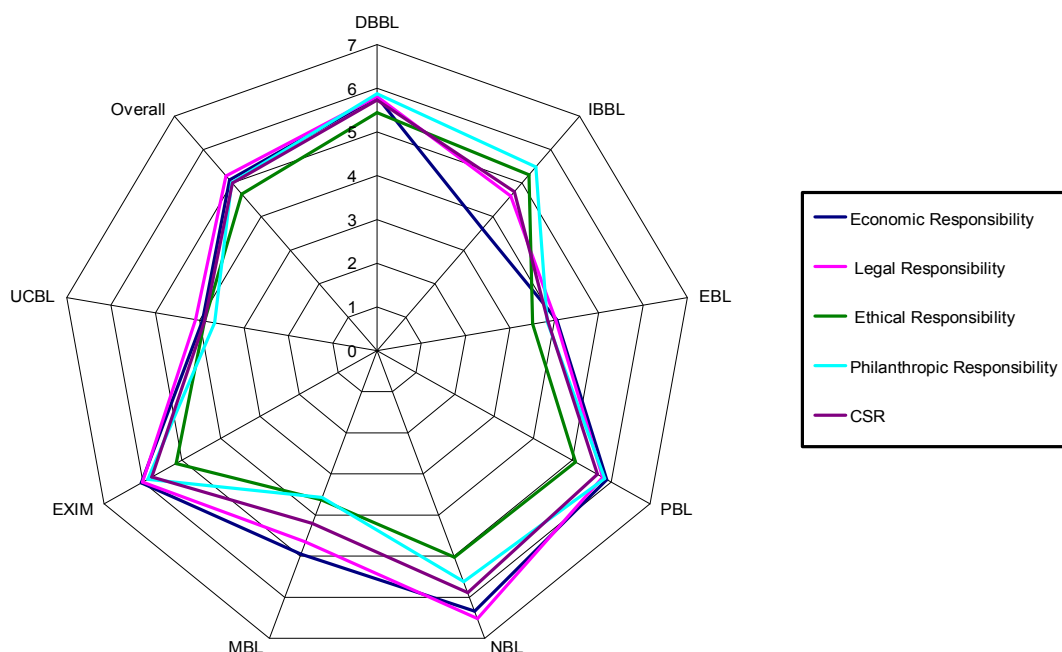 DBBL
7
6
5
4
3
2
1
0
IBBL
EBL
PBL
NBL
MBL
EXIM
UCBL
Overall
Economic Responsibility
Legal Responsibility
Ethical Responsibility
Philanthropic Responsibility
CSR